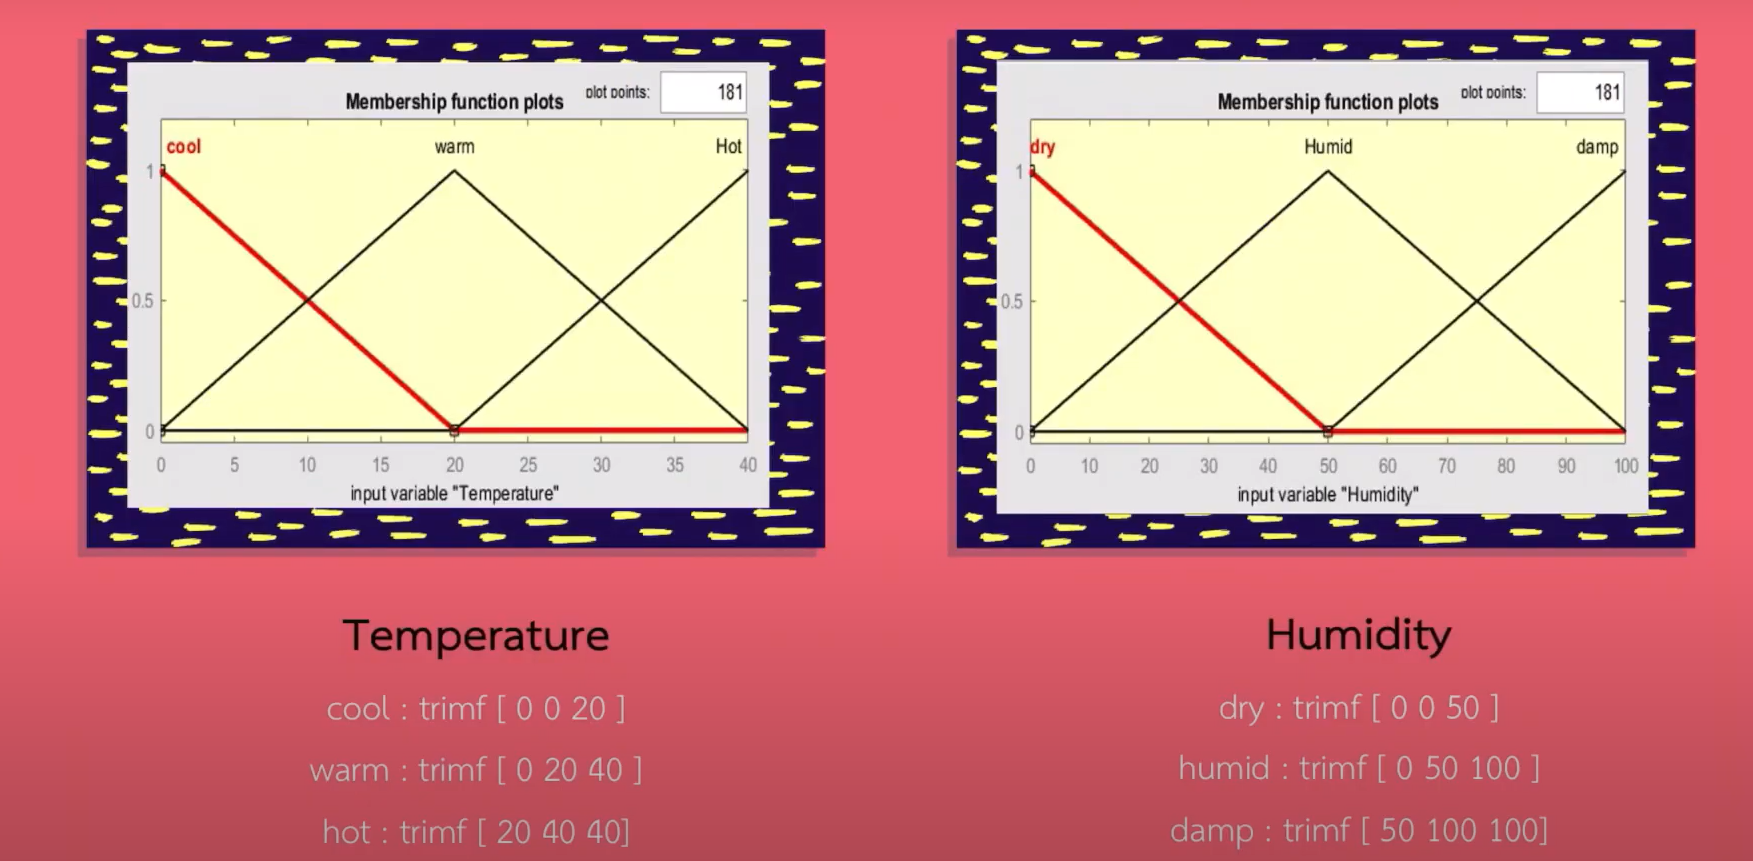 Membership function plots plot points: 181
cool warm Hot
1
0.5
0
0 5 10 15 20 25 30 35 40
input variable "Temperature"
Membership function plots plot points: 181
dry Humid damp
1
0.5
0
0 10 20 30 40 50 60 70 80 90 100
input variable "Humidity"
Temperature
cool : trimf [ 0 0 20 ]
warm : trimf [ 0 20 40 ]
hot : trimf [ 20 40 40]
Humidity
dry : trimf [ 0 0 50 ]
humid : trimf [ 0 50 100 ]
damp : trimf [ 50 100 100]